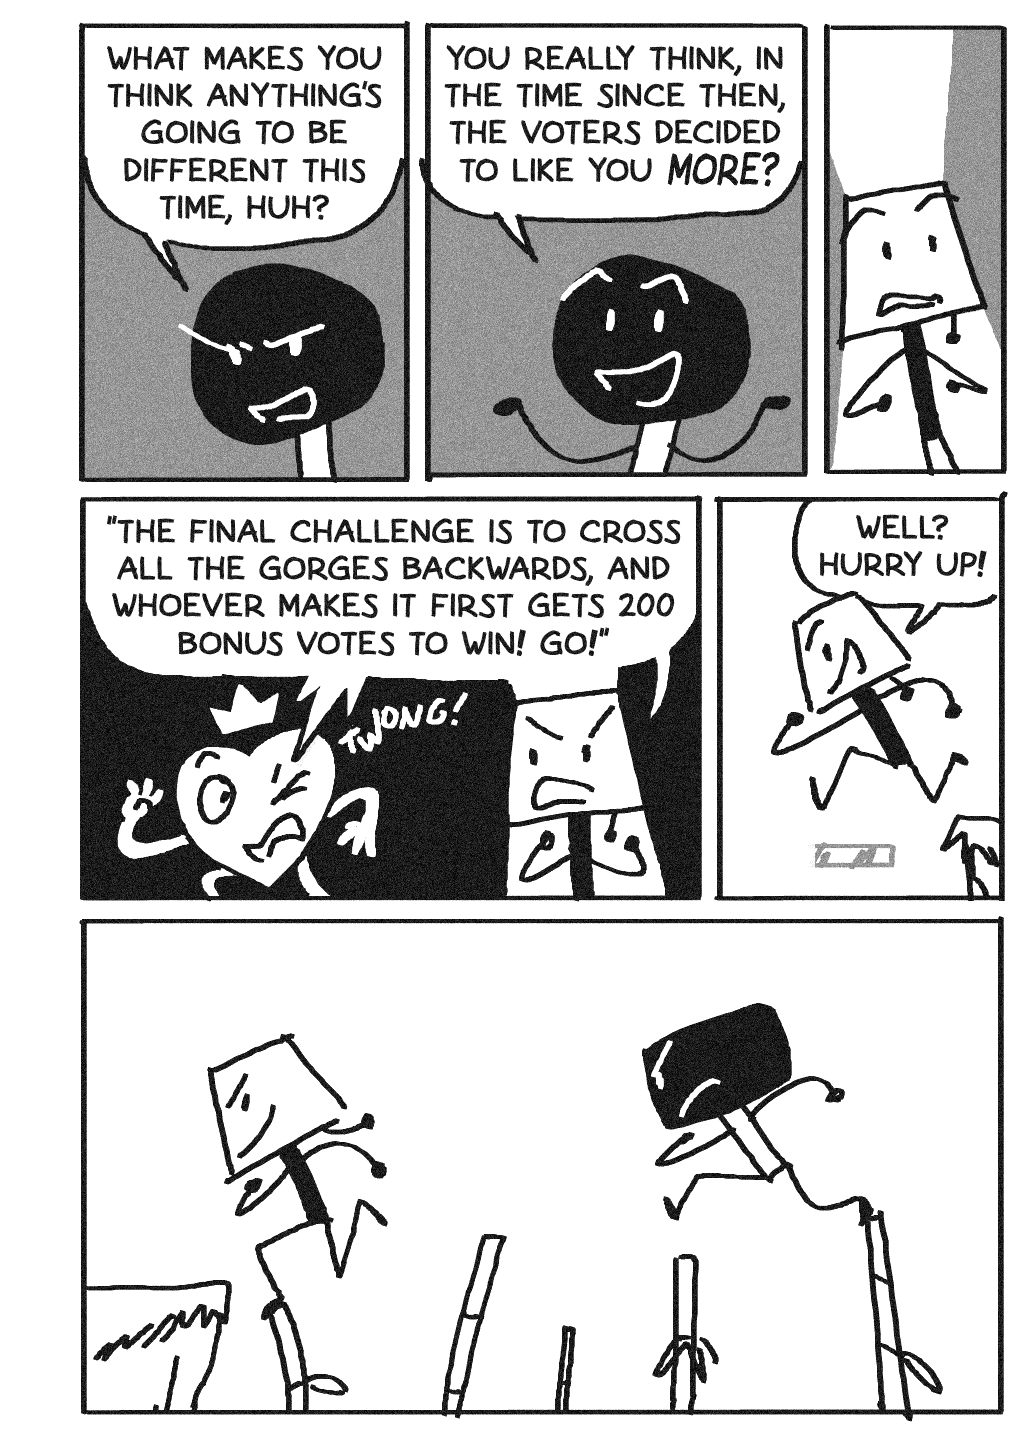 WHAT MAKES YOU
THINK ANYTHING'S
GOING TO BE
DIFFERENT THIS
TIME, HUH?
YOU REALLY THINK, IN
THE TIME SINCE THEN,
THE VOTERS DECIDED
TO LIKE YOU MORE?
"THE FINAL CHALLENGE IS TO CROSS
ALL THE GORGES BACKWARDS, AND
WHOEVER MAKES IT FIRST GETS 200
BONUS VOTES TO WIN! GO!"
TWONG!
WELL?
HURRY UP!